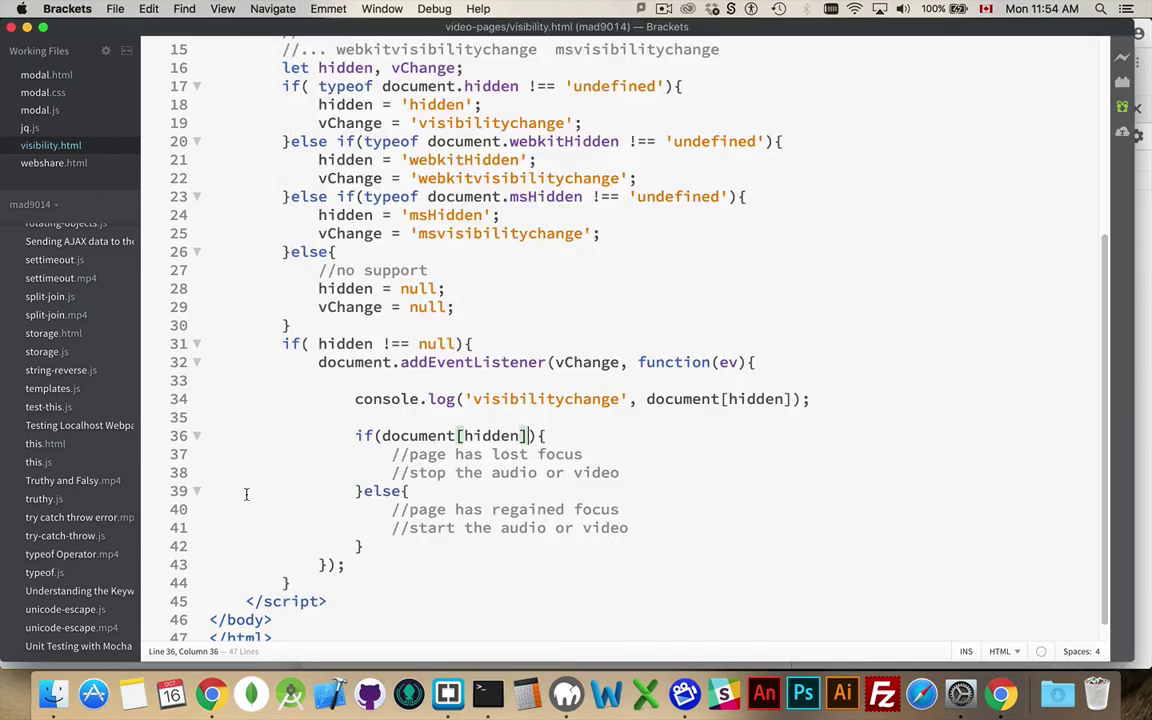 Brackets File Edit Find View Navigate Emmet Window Debug Help
100% Mon 11:54 AM
video-pages/visibility.html (mad9014) — Brackets
Working Files
modal.html
modal.css
modal.js
jq.js
visibility.html
webshare.html
mad9014
rotating-objects.js
Sending AJAX data to the
settimeout.js
settimeout.mp4
split-join.js
split-join.mp4
storage.html
storage.js
string-reverse.js
templates.js
test-this.js
Testing Localhost Webpa
this.html
this.js
Truthy and Falsy.mp4
truthy.js
try catch throw error.mp
try-catch-throw.js
typeof Operator.mp4
typeof.js
Understanding the Keyw
unicode-escape.js
unicode-escape.mp4
Unit Testing with Mocha
15 //... webkitvisibilitychange msvisibilitychange
16 let hidden, vChange;
17 if( typeof document.hidden !== 'undefined'){
18 hidden = 'hidden';
19 vChange = 'visibilitychange';
20 }else if(typeof document.webkitHidden !== 'undefined'){
21 hidden = 'webkitHidden';
22 vChange = 'webkitvisibilitychange';
23 }else if(typeof document.msHidden !== 'undefined'){
24 hidden = 'msHidden';
25 vChange = 'msvisibilitychange';
26 }else{
27 //no support
28 hidden = null;
29 vChange = null;
30 }
31 if( hidden !== null){
32 document.addEventListener(vChange, function(ev){
33
34 console.log('visibilitychange', document[hidden]);
35
36 if(document[hidden]){
37 //page has lost focus
38 //stop the audio or video
39 }else{
40 //page has regained focus
41 //start the audio or video
42 }
43 });
44 }
45 </script>
46 </body>
47 </html>
Line 36, Column 36 — 47 Lines
INS HTML Spaces: 4
OCT
16
An Ps Ai Fz